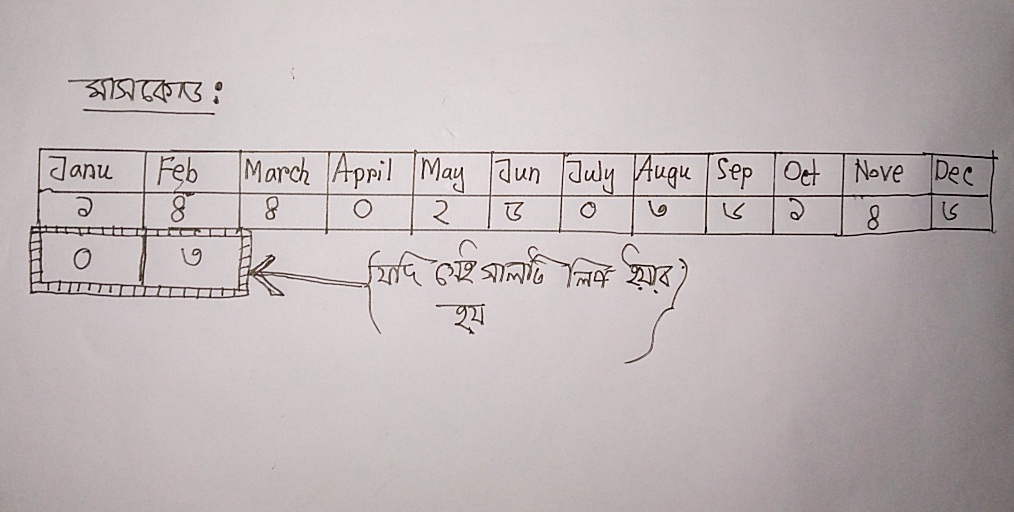 মাসকোড:
Janu Feb March April May Jun July Augu Sep Oct Nove Dec
১ ৪ ৪ ০ ২ ৫ ০ ৩ ৬ ১ ৪ ৬
০ ৩
(যদি সেই সালটি লিপ ইয়ার
হয়)